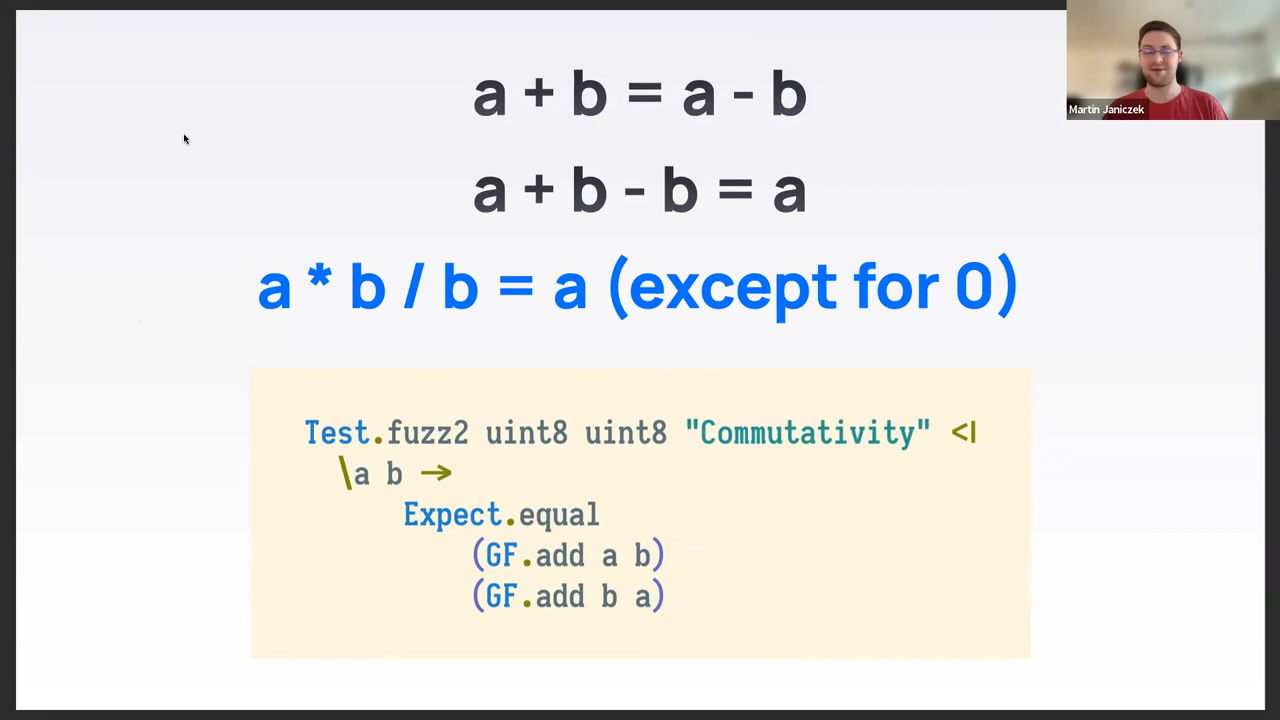 a + b = a - b
Martin Janiczek
a + b - b = a
a * b / b = a (except for 0)
Test.fuzz2 uint8 uint8 "Commutativity" <|
\a b →
Expect.equal
(GF.add a b)
(GF.add b a)